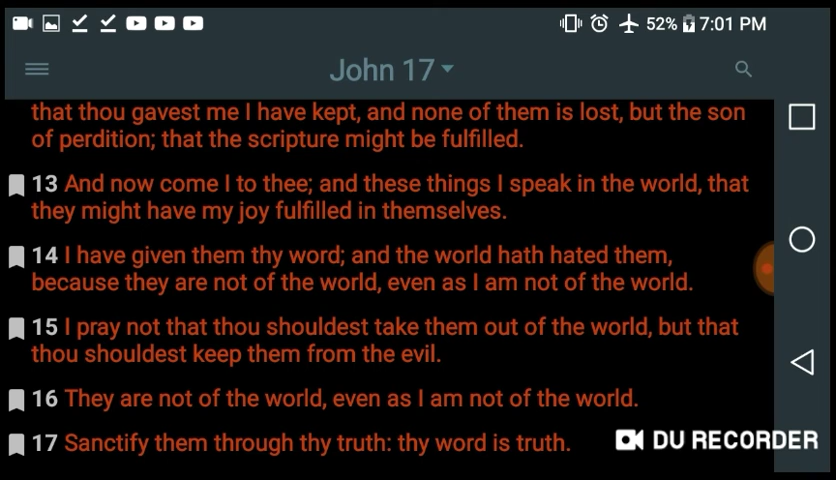 52% 7:01 PM
John 17
that thou gavest me I have kept, and none of them is lost, but the son
of perdition; that the scripture might be fulfilled.
13 And now come I to thee; and these things I speak in the world, that
they might have my joy fulfilled in themselves.
14 I have given them thy word; and the world hath hated them,
because they are not of the world, even as I am not of the world.
15 I pray not that thou shouldest take them out of the world, but that
thou shouldest keep them from the evil.
16 They are not of the world, even as I am not of the world.
17 Sanctify them through thy truth: thy word is truth.
DU RECORDER